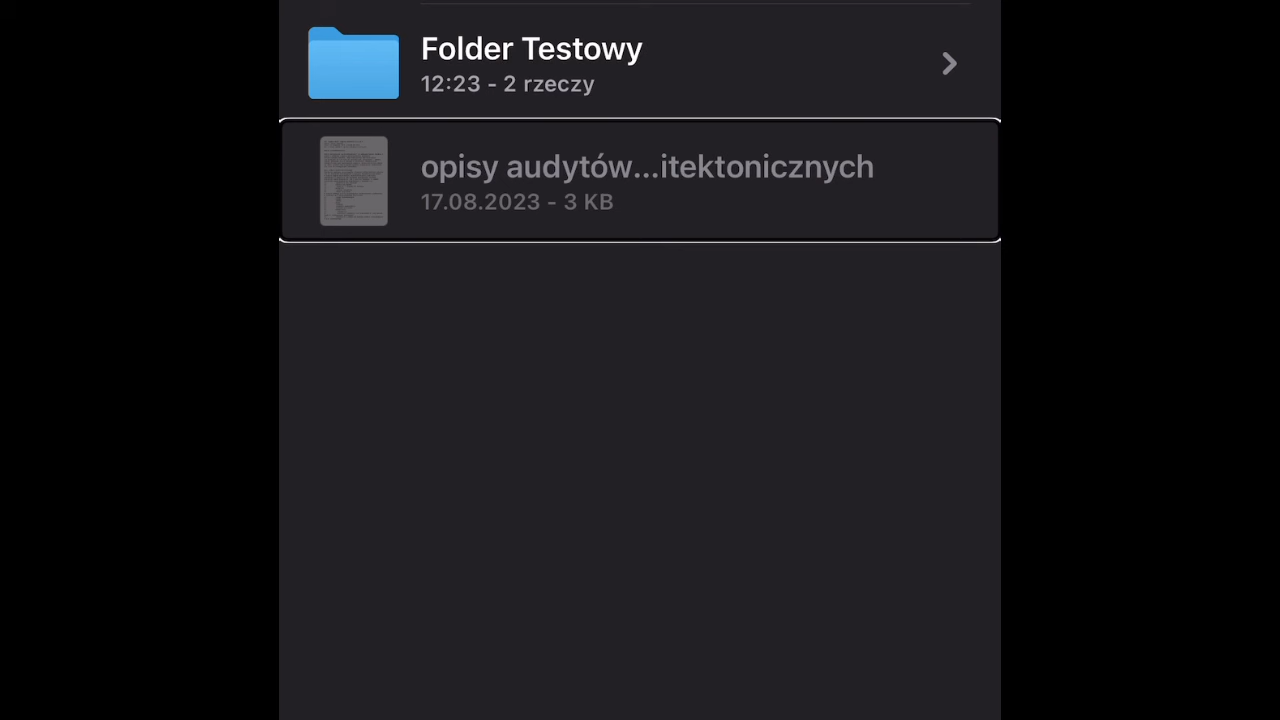 Folder Testowy
12:23 - 2 rzeczy
opisy audytów...itektonicznych
17.08.2023 - 3 KB